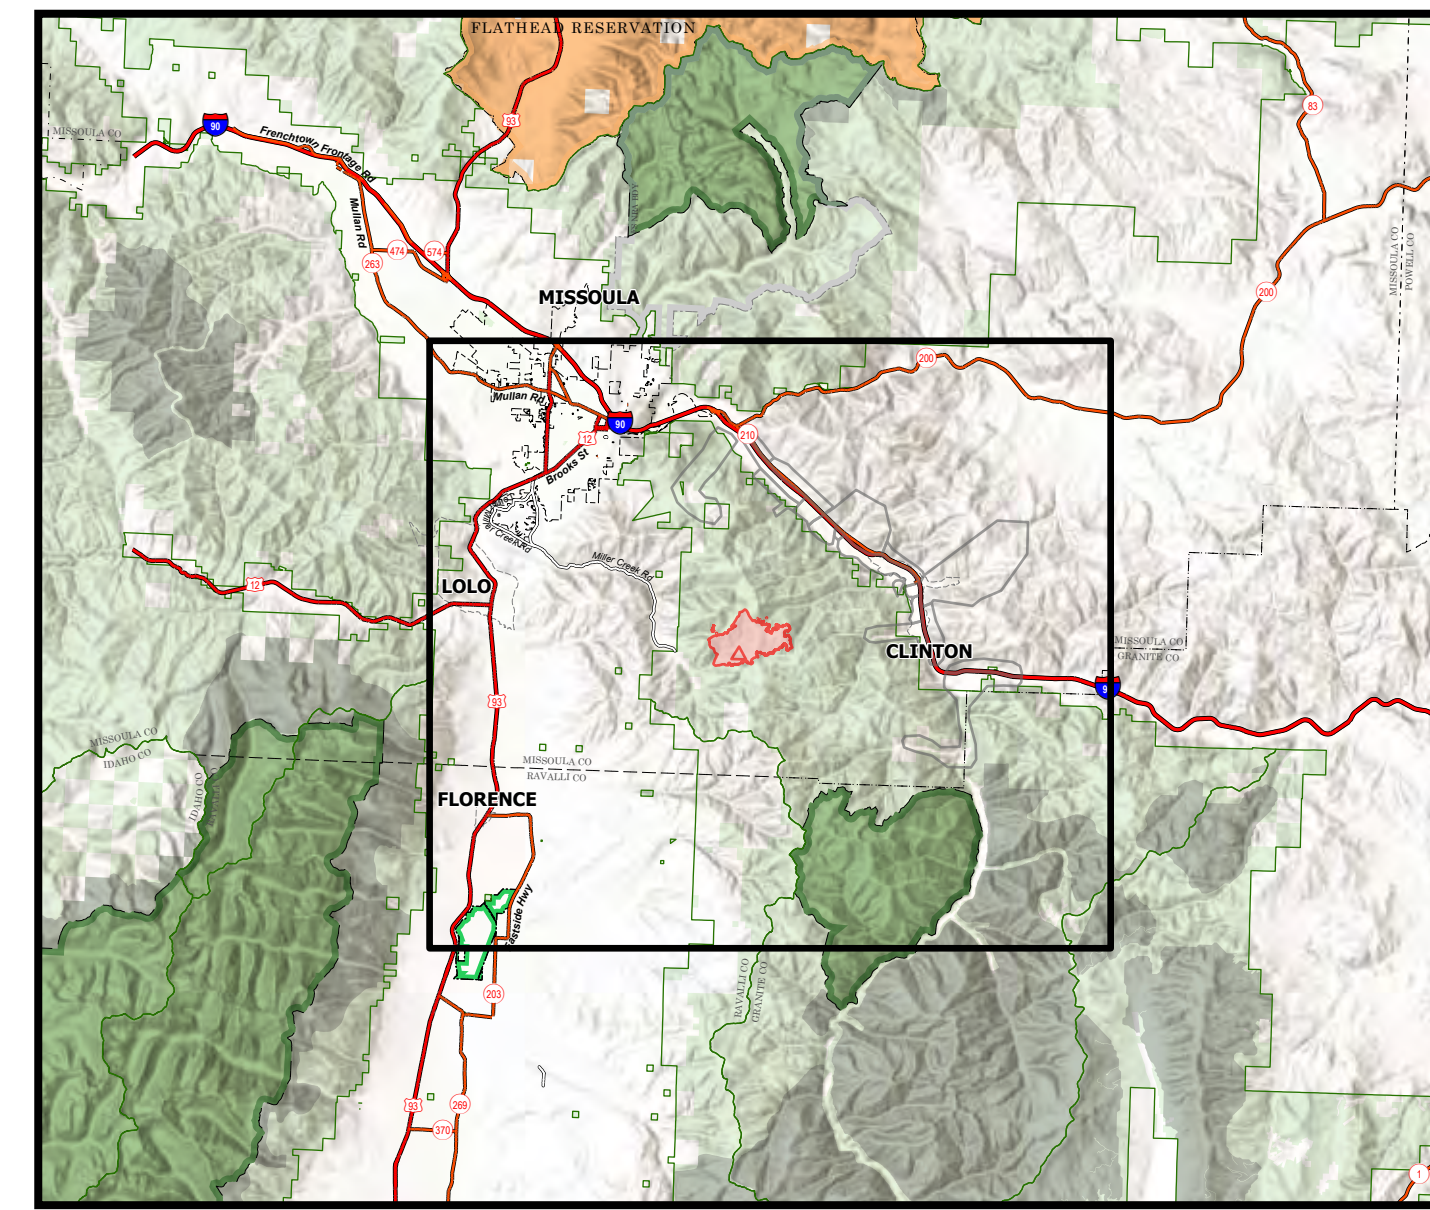 FLATHEAD RESERVATION
83
93
MISSOULA CO
90
Frenchtown Frontage Rd
Mullan Rd
474
574
263
MISSOULA CO
POWELL CO
200
MISSOULA
200
Mullan Rd
90
12
210
Brooks St
Miller Creek Rd
12
LOLO
CLINTON
MISSOULA CO
GRANITE CO
93
MISSOULA CO
IDAHO CO
MISSOULA CO
RAVALLI CO
IDAHO CO
FLORENCE
Eastside Hwy
RAVALLI CO
GRANITE CO
203
93
269
370
1